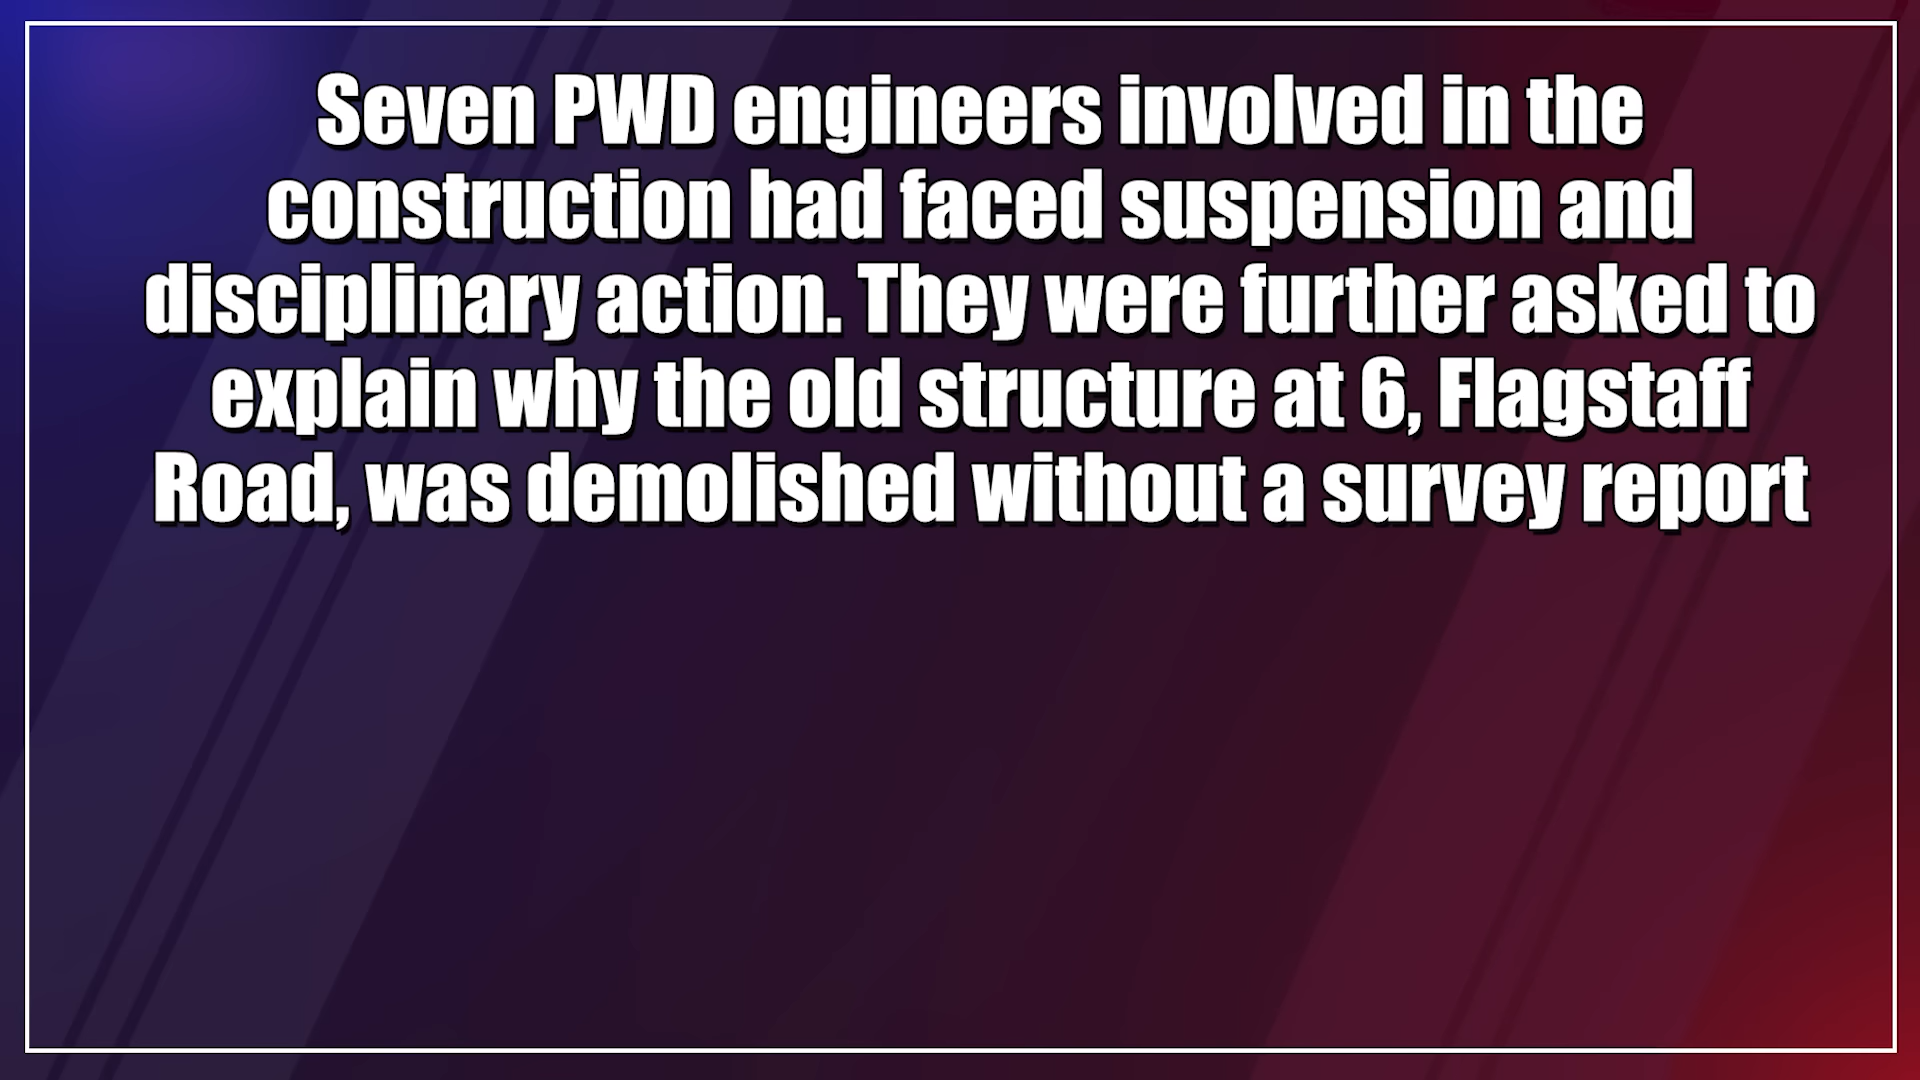 Seven PWD engineers involved in the
construction had faced suspension and
disciplinary action. They were further asked to
explain why the old structure at 6, Flagstaff
Road, was demolished without a survey report